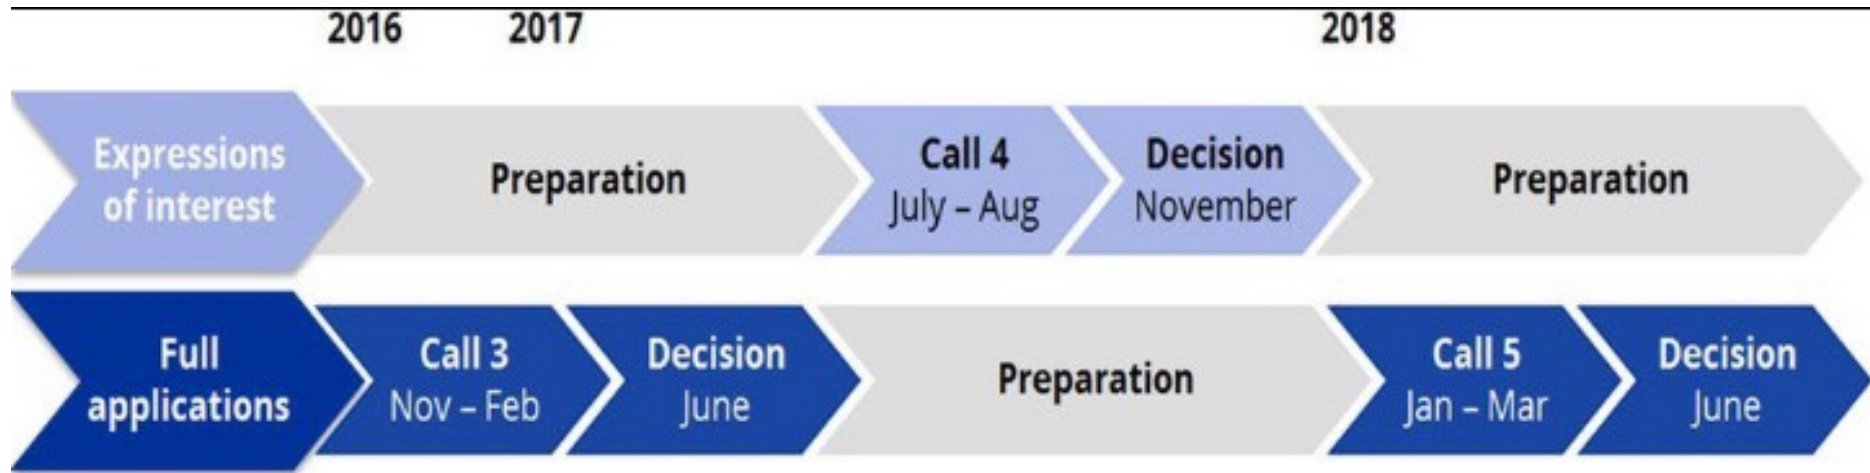 2016 2017 2018
Expressions
of interest
Preparation
Call 4
July – Aug
Decision
November
Preparation
Full
applications
Call 3
Nov – Feb
Decision
June
Preparation
Call 5
Jan – Mar
Decision
June